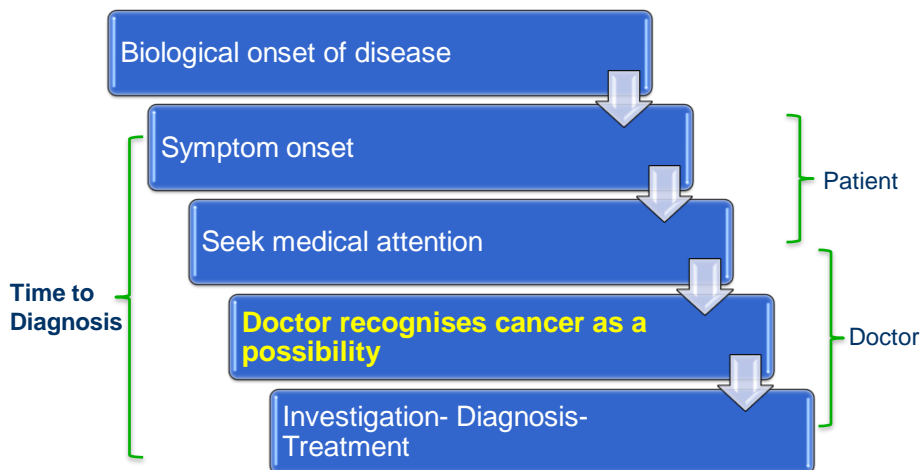 Biological onset of disease
Symptom onset
Patient
Seek medical attention
Time to
Diagnosis
Doctor recognises cancer as a
possibility
Doctor
Investigation- Diagnosis-
Treatment